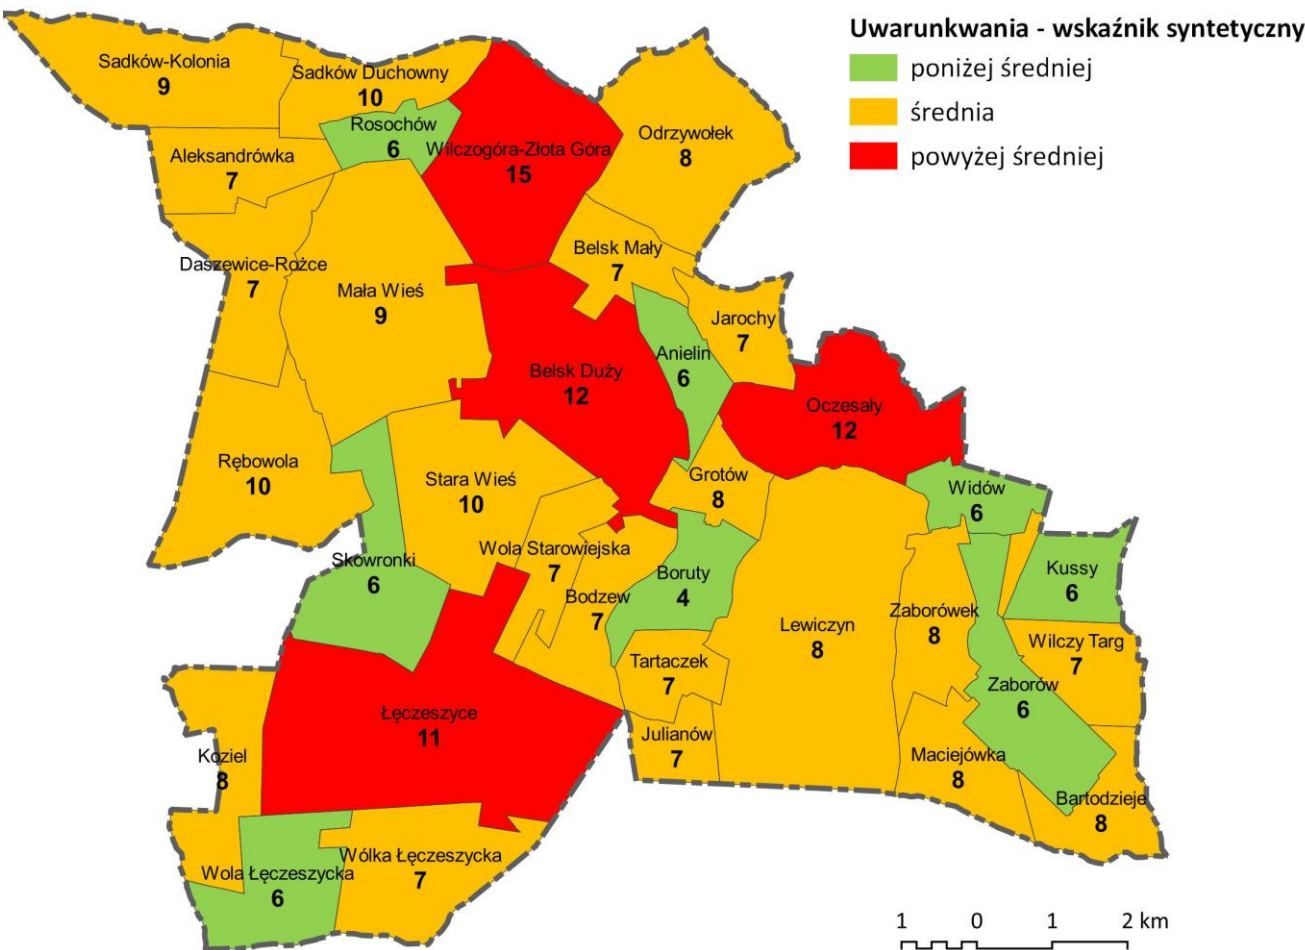 Uwarunkwania - wskaźnik syntetyczny
poniżej średniej
średnia
powyżej średniej
Sadków-Kolonia
9
Sadków Duchowny
10
Rosochów
6
Wilczogóra-Złota Góra
15
Odrzywołek
8
Aleksandrówka
7
Daszewice-Rożce
7
Mała Wieś
9
Belsk Mały
7
Jarochy
7
Anielin
6
Belsk Duży
12
Oczesały
12
Rębowola
10
Stara Wieś
10
Grotów
8
Widów
6
Skowronki
6
Wola Starowiejska
7
Bodzew
7
Boruty
4
Kussy
6
Lewiczyn
8
Zaborówek
8
Wilczy Targ
7
Tartaczek
7
Zaborów
6
Łęczeszyce
11
Julianów
7
Koziel
8
Maciejówka
8
Bartodzieje
8
Wola Łęczeszycka
6
Wólka Łęczeszycka
7
1 0 1 2 km